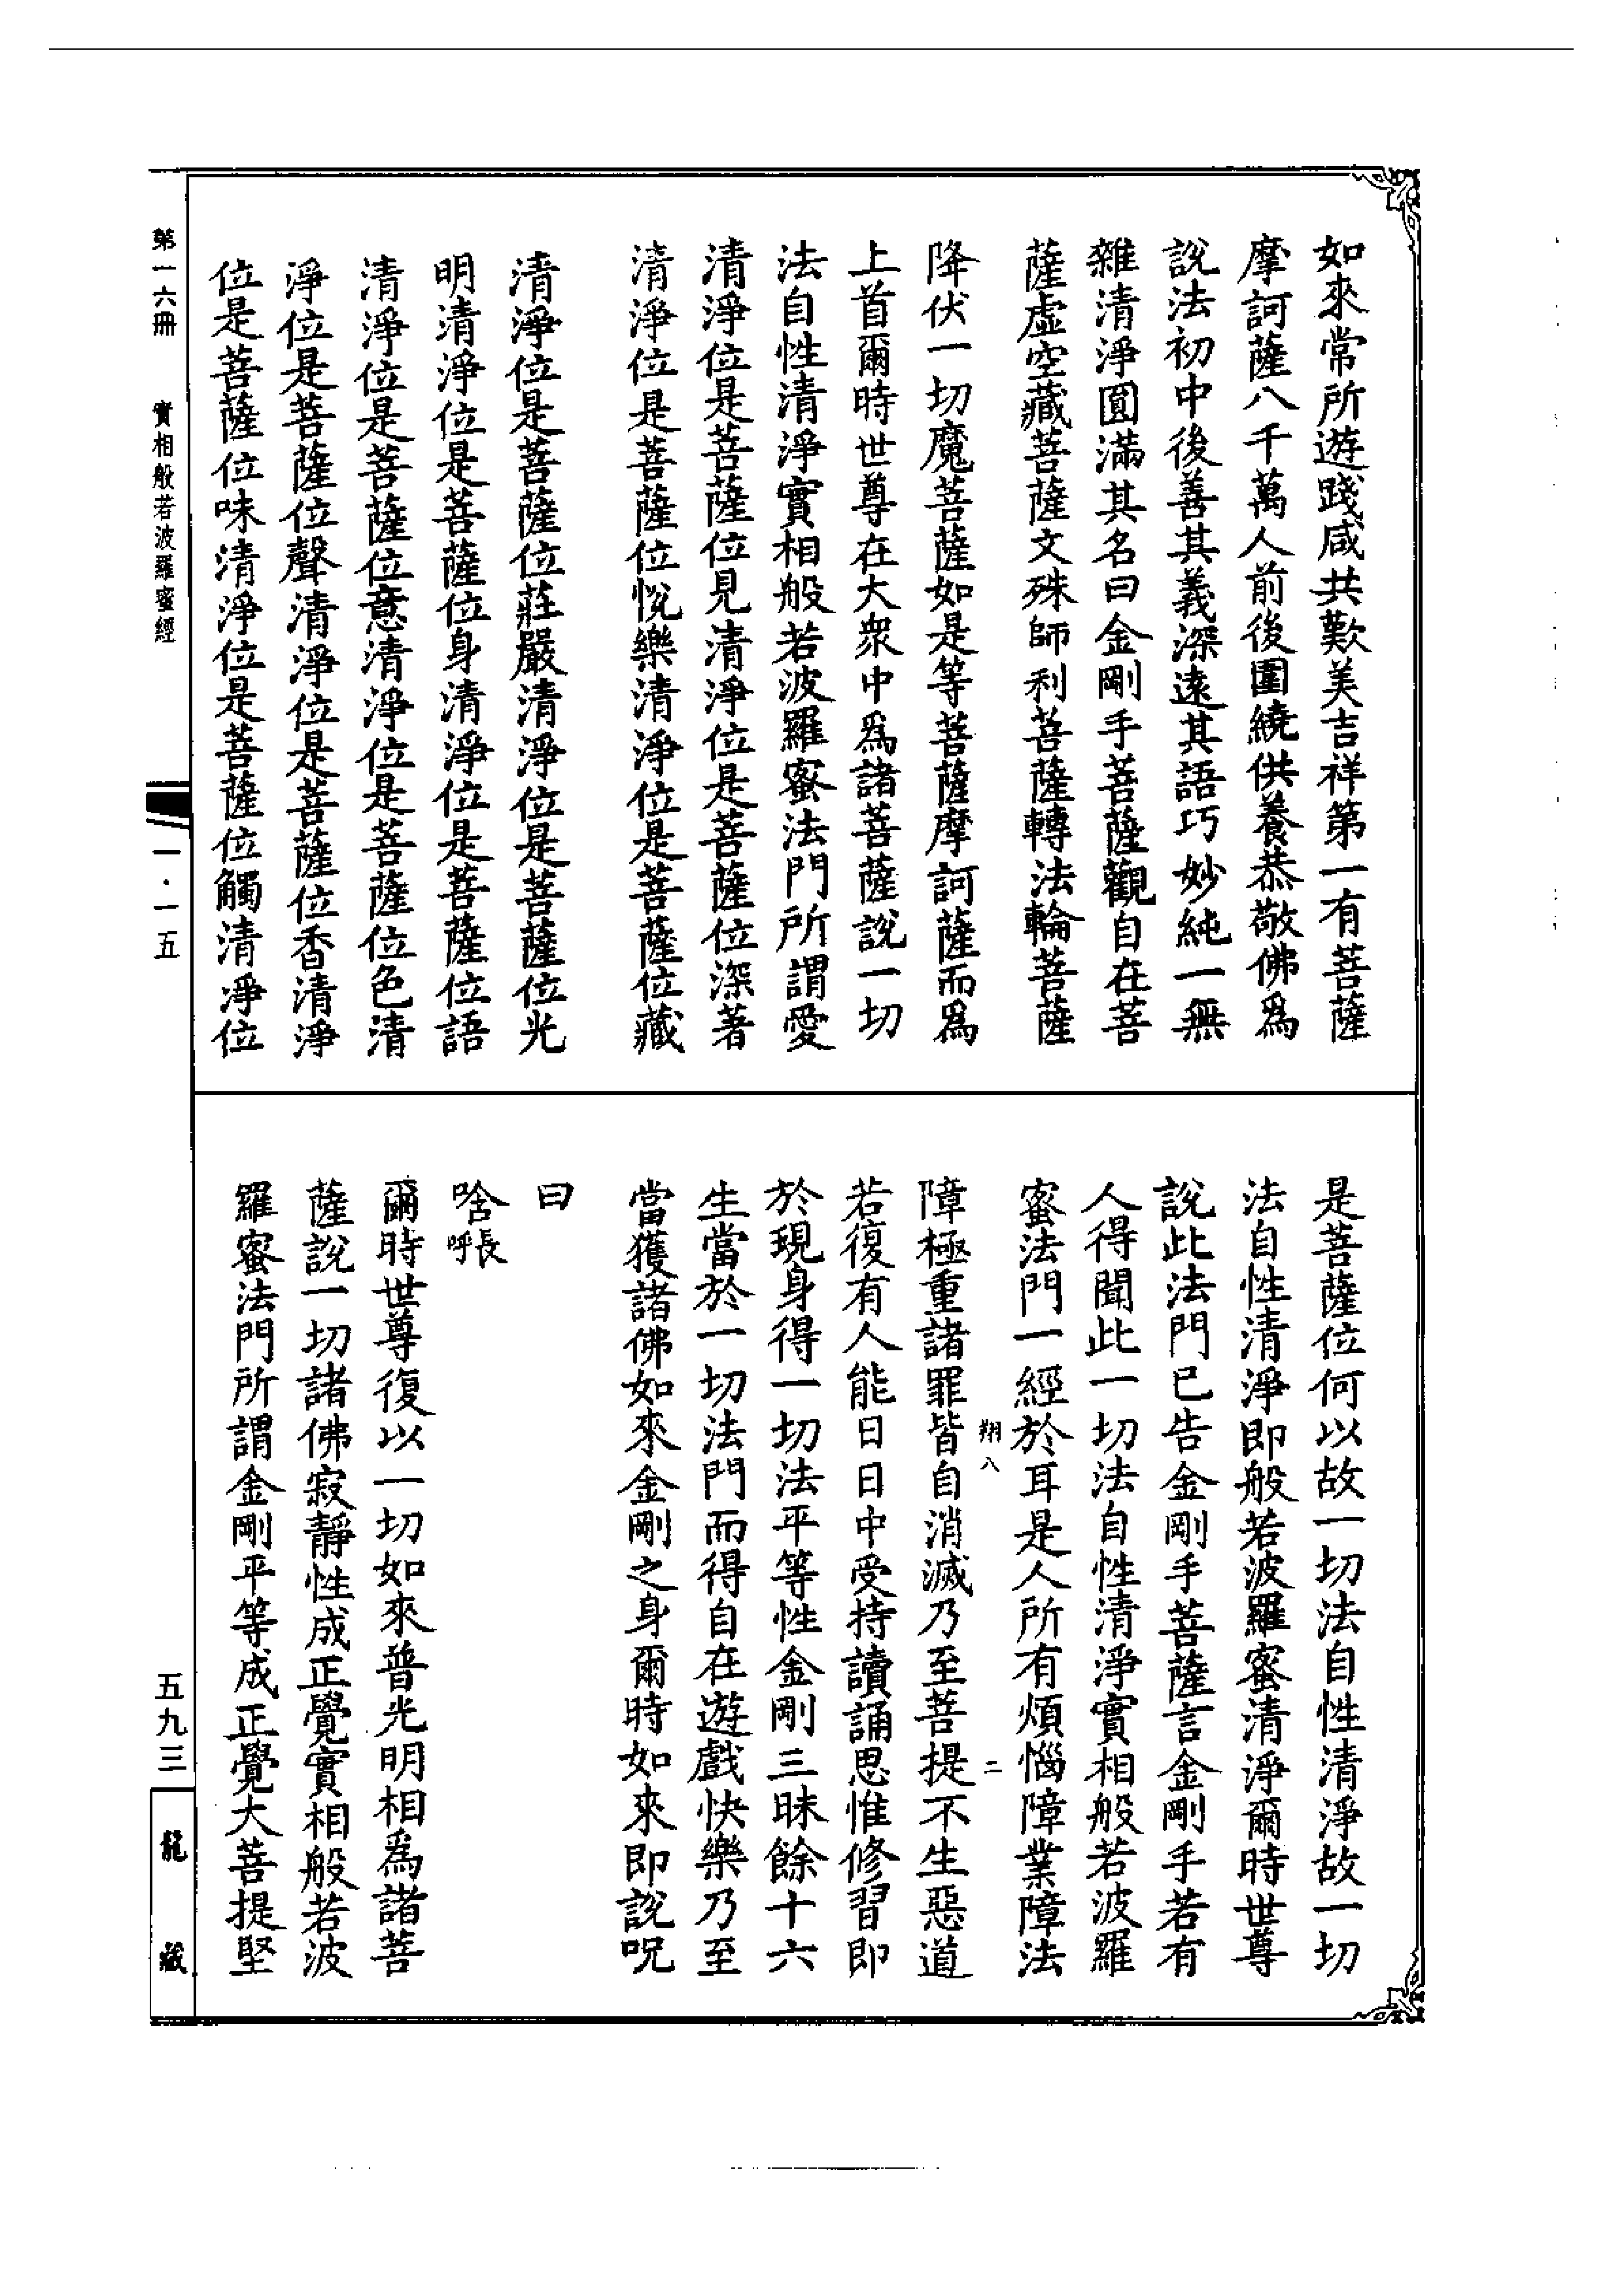 如來常所遊踐咸共歎美吉祥第一有菩薩
摩訶薩八千萬人前後圍繞供養恭敬佛爲
說法初中後善其義深遠其語巧妙純一無
雜清淨圓滿其名曰金剛手菩薩觀自在菩
薩虛空藏菩薩文殊師利菩薩轉法輪菩薩
降伏一切魔菩薩如是等菩薩摩訶薩而爲
上首爾時世尊在大衆中爲諸菩薩說一切
法自性清淨實相般若波羅蜜法門所謂愛
清淨位是菩薩位見清淨位是菩薩位深著
清淨位是菩薩位悅樂清淨位是菩薩位藏
清淨位是菩薩位莊嚴清淨位是菩薩位光
明清淨位是菩薩位身清淨位是菩薩位語
清淨位是菩薩位意清淨位是菩薩位色清
淨位是菩薩位聲清淨位是菩薩位香清淨
位是菩薩位味清淨位是菩薩位觸清淨位
是菩薩位何以故一切法自性清淨故一切
法自性清淨即般若波羅蜜清淨爾時世尊
說此法門已告金剛手菩薩言金剛手若有
人得聞此一切法自性清淨實相般若波羅
蜜法門一經於耳是人所有煩惱障業障法
翔八 二
障極重諸罪皆自消滅乃至菩提不生惡道
若復有人能日日中受持讀誦思惟修習即
於現身得一切法平等性金剛三昧餘十六
生當於一切法門而得自在遊戲快樂乃至
當獲諸佛如來金剛之身爾時如來即說呪
曰
唅長呼
爾時世尊復以一切如來普光明相爲諸菩
薩說一切諸佛寂靜性成正覺實相般若波
羅蜜法門所謂金剛平等成正覺大菩提堅
第一六冊 實相般若波羅蜜經 一·一五 五九三 龍藏